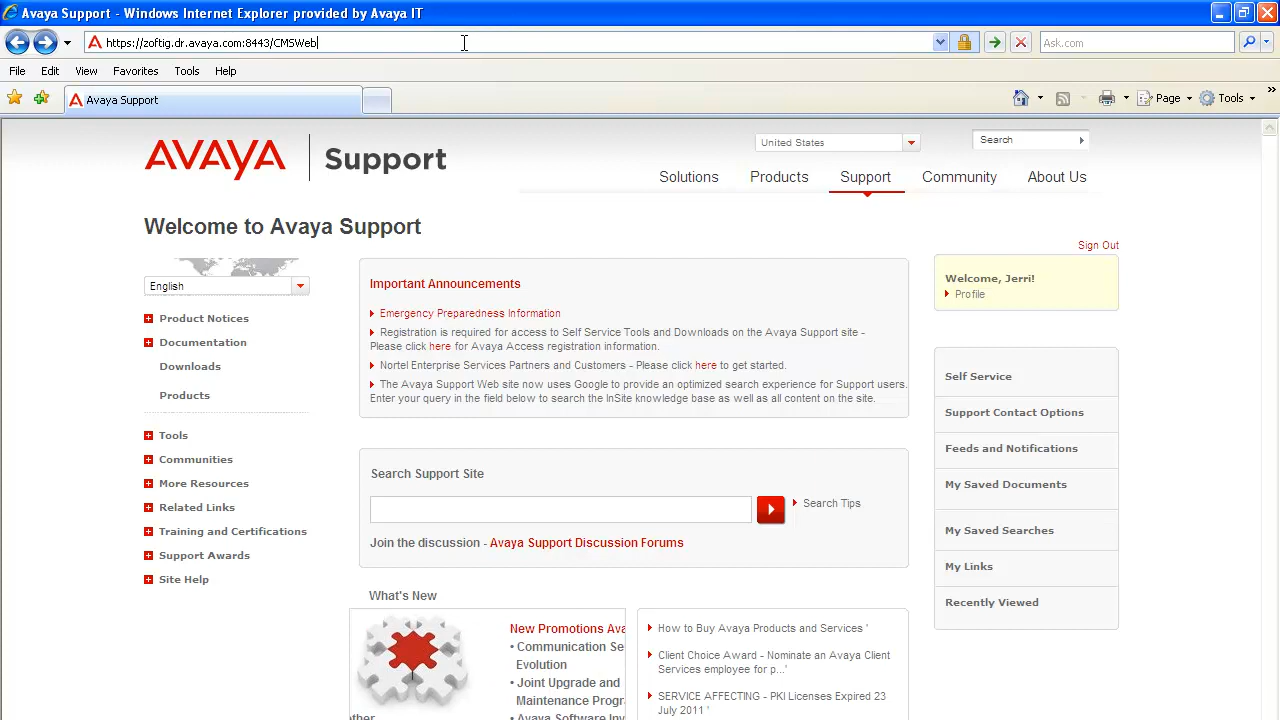 Avaya Support - Windows Internet Explorer provided by Avaya IT
https://zoftig.dr.avaya.com:8443/CMSWeb
Ask.com
File Edit View Favorites Tools Help
Avaya Support
Page Tools
AVAYA Support
United States
Search
Solutions Products Support Community About Us
Welcome to Avaya Support
Sign Out
English
Product Notices
Documentation
Downloads
Products
Tools
Communities
More Resources
Related Links
Training and Certifications
Support Awards
Site Help
Important Announcements
Emergency Preparedness Information
Registration is required for access to Self Service Tools and Downloads on the Avaya Support site -
Please click here for Avaya Access registration information.
Nortel Enterprise Services Partners and Customers - Please click here to get started.
The Avaya Support Web site now uses Google to provide an optimized search experience for Support users.
Enter your query in the field below to search the InSite knowledge base as well as all content on the site.
Search Support Site
Search Tips
Join the discussion - Avaya Support Discussion Forums
What's New
New Promotions Ava
• Communication Se
Evolution
• Joint Upgrade and
Maintenance Progr
• Avaya Software Inv
ather
How to Buy Avaya Products and Services '
Client Choice Award - Nominate an Avaya Client
Services employee for p...'
SERVICE AFFECTING - PKI Licenses Expired 23
July 2011 '
Welcome, Jerri!
Profile
Self Service
Support Contact Options
Feeds and Notifications
My Saved Documents
My Saved Searches
My Links
Recently Viewed